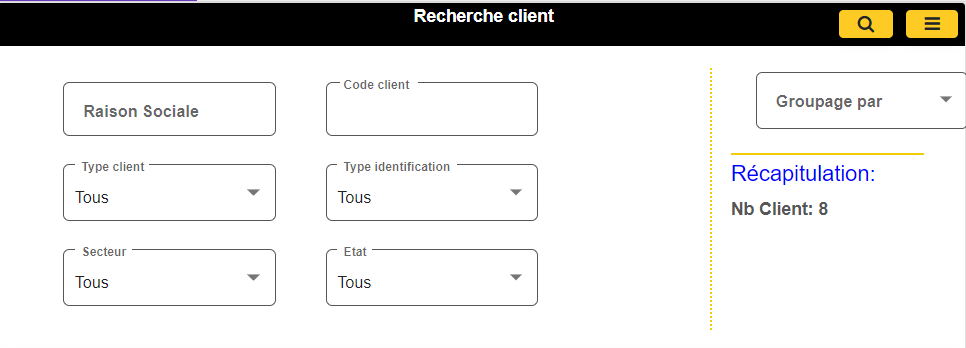 Recherche client
Raison Sociale
Code client
Groupage par
Type client
Tous
Type identification
Tous
Récapitulation:
Nb Client: 8
Secteur
Tous
Etat
Tous